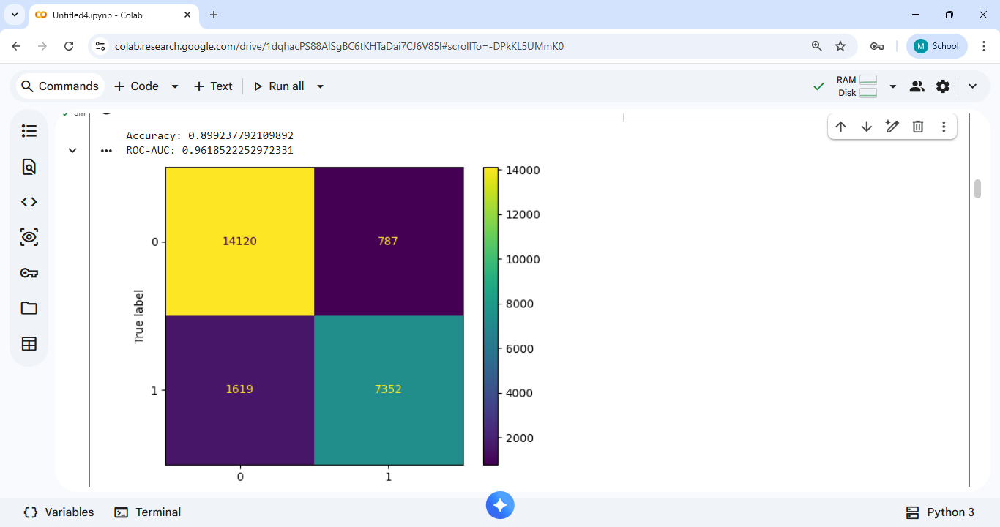 Untitled4.ipynb - Colab
colab.research.google.com/drive/1dqhacPS88AlSgBC6tKHTaDai7CJ6V85l#scrollTo=-DPkKL5UMmK0
M School
Commands + Code + Text Run all
RAM
Disk
Accuracy: 0.899237792109892
ROC-AUC: 0.9618522252972331
14000
12000
10000
8000
6000
4000
2000
True label
0
14120 787
1
1619 7352
0 1
Variables Terminal Python 3